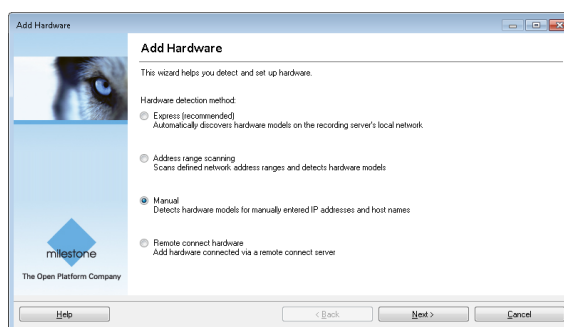 Add Hardware
Add Hardware
This wizard helps you detect and set up hardware.
Hardware detection method:
Express (recommended)
Automatically discovers hardware models on the recording server's local network
Address range scanning
Scans defined network address ranges and detects hardware models
Manual
Detects hardware models for manually entered IP addresses and host names
Remote connect hardware
Add hardware connected via a remote connect server
milestone
The Open Platform Company
Help
< Back
Next >
Cancel